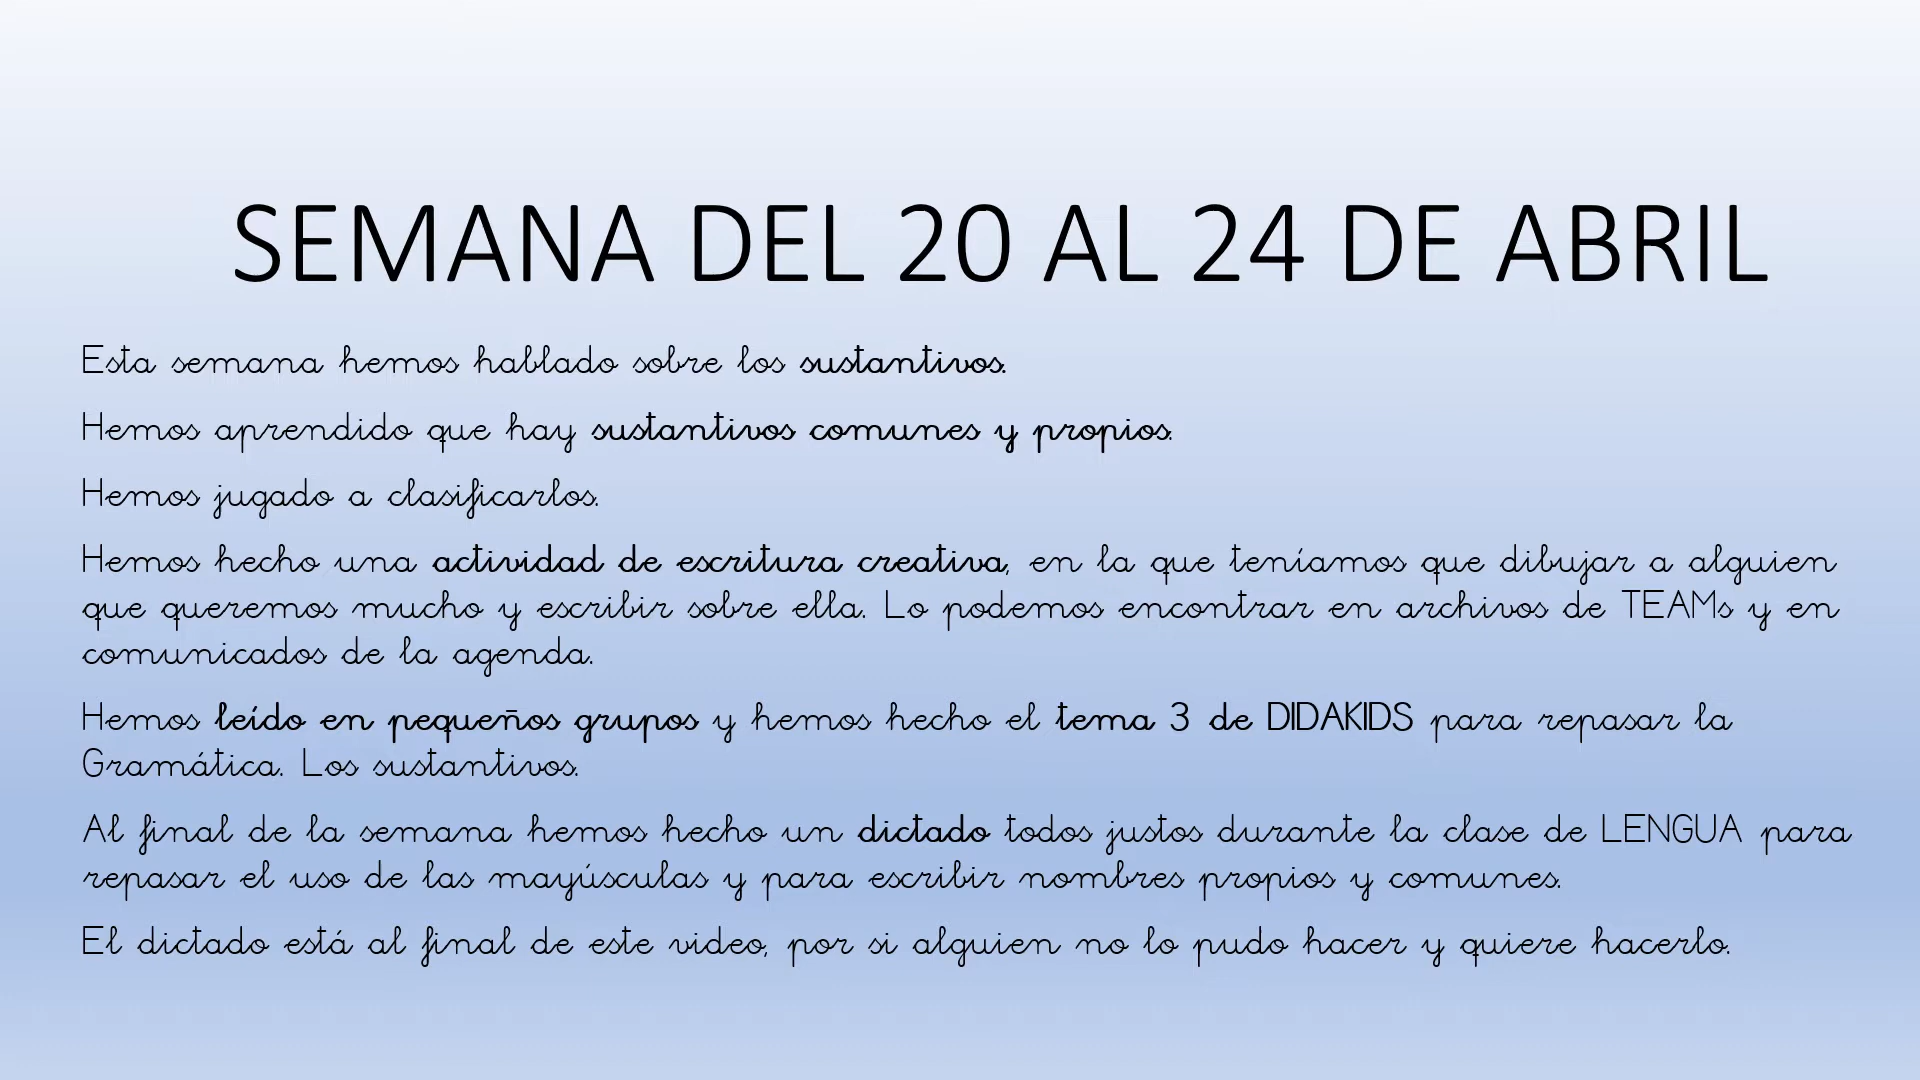 SEMANA DEL 20 AL 24 DE ABRIL
Esta semana hemos hablado sobre los sustantivos.
Hemos aprendido que hay sustantivos comunes y propios.
Hemos jugado a clasificarlos.
Hemos hecho una actividad de escritura creativa, en la que teníamos que dibujar a alguien
que queremos mucho y escribir sobre ella. Lo podemos encontrar en archivos de TEAMs y en
comunicados de la agenda.
Hemos leído en pequeños grupos y hemos hecho el tema 3 de DIDAKIDS para repasar la
Gramática. Los sustantivos.
Al final de la semana hemos hecho un dictado todos justos durante la clase de LENGUA para
repasar el uso de las mayúsculas y para escribir nombres propios y comunes.
El dictado está al final de este video, por si alguien no lo pudo hacer y quiere hacerlo.